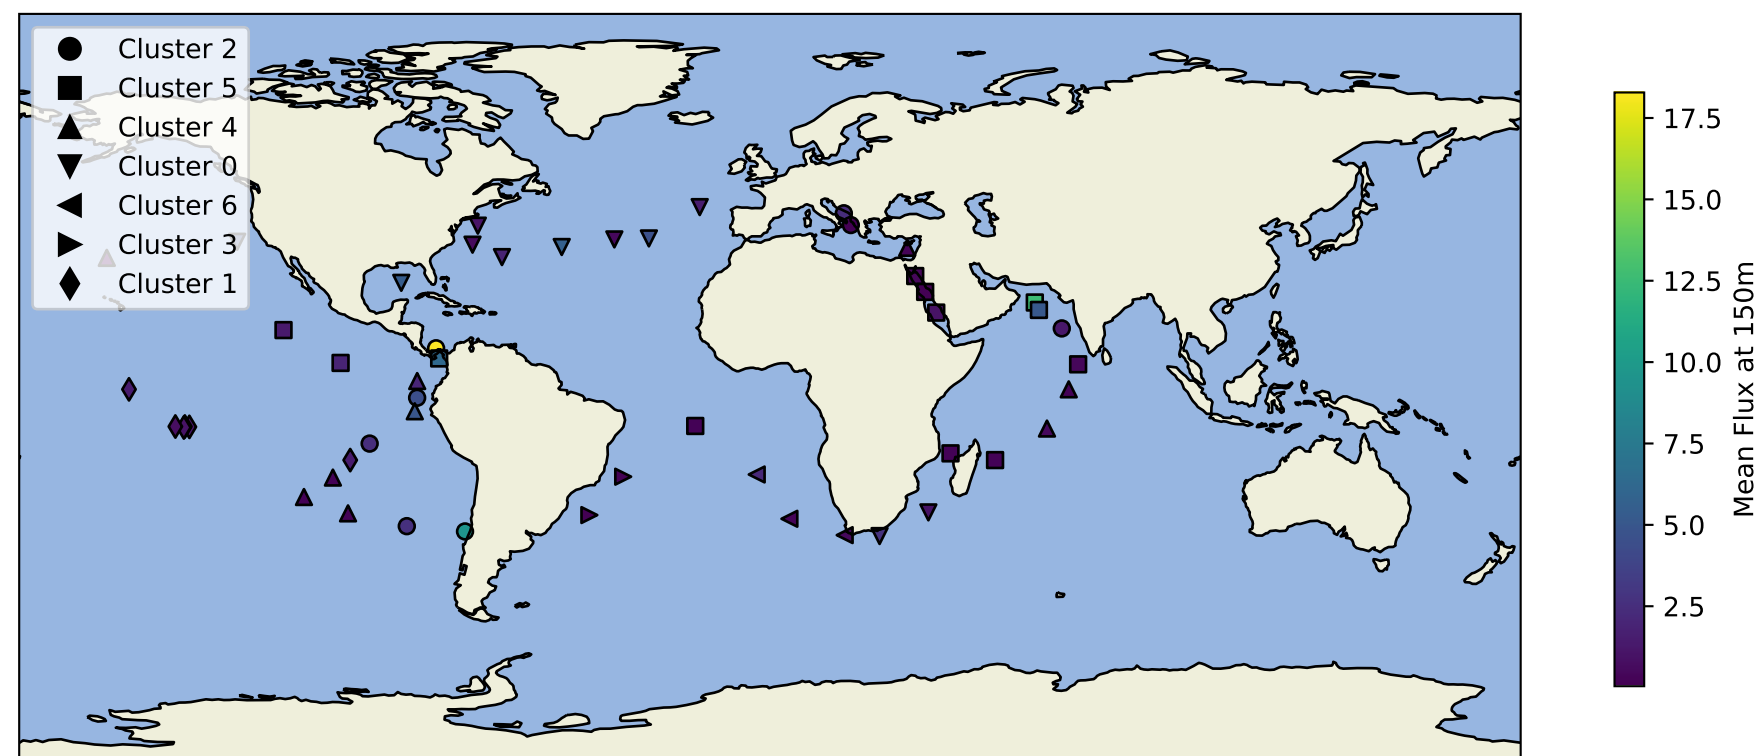 Cluster 2
Cluster 5
Cluster 4
Cluster 0
Cluster 6
Cluster 3
Cluster 1
17.5
15.0
12.5
10.0
7.5
5.0
2.5
Mean Flux at 150m